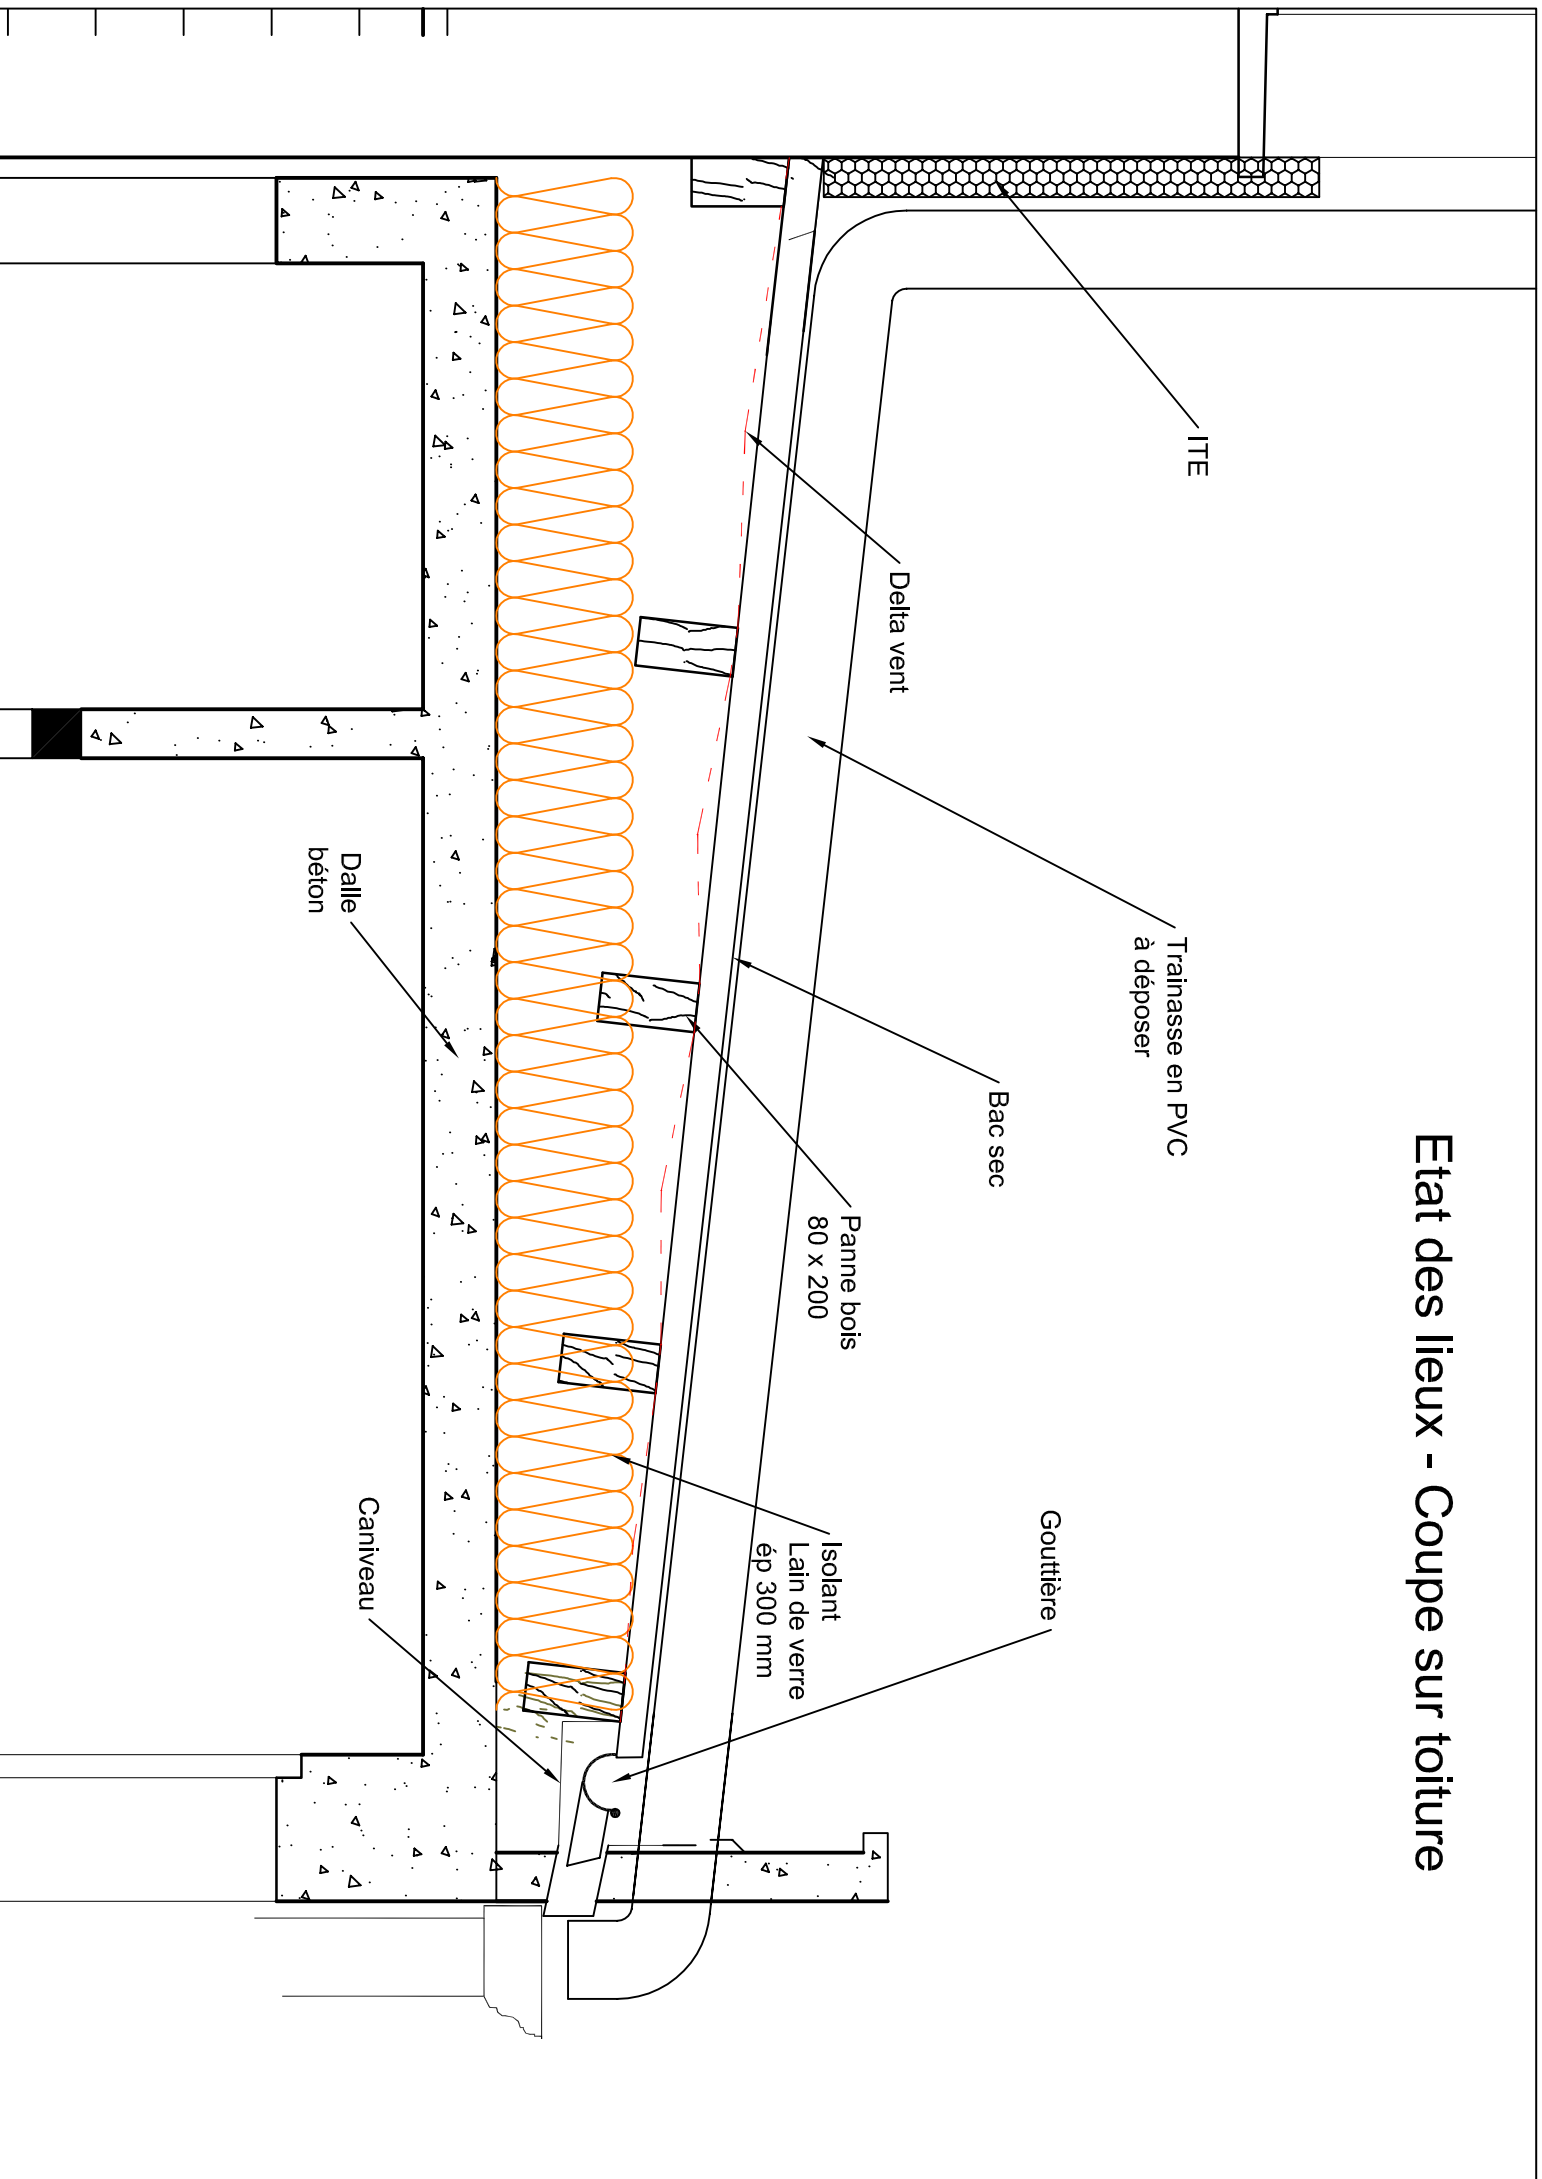 Etat des lieux - Coupe sur toiture
ITE
Delta vent
Trainasse en PVC
à déposer
Bac sec
Panne bois
80 x 200
Gouttière
Isolant
Lain de verre
ép 300 mm
Dalle
béton
Caniveau